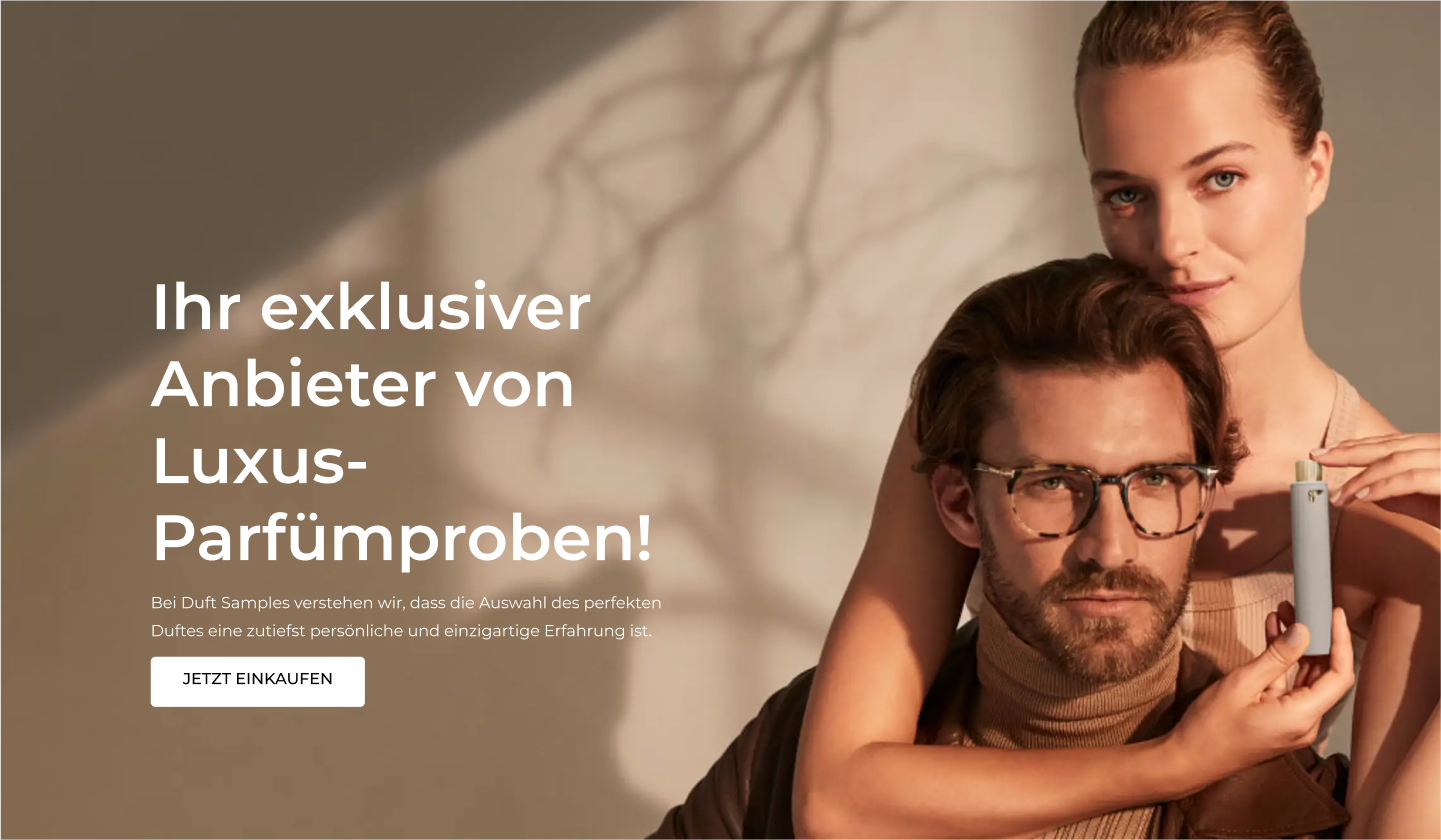 Ihr exklusiver
Anbieter von
Luxus-
Parfümproben!
Bei Duft Samples verstehen wir, dass die Auswahl des perfekten
Duftes eine zutiefst persönliche und einzigartige Erfahrung ist.
JETZT EINKAUFEN